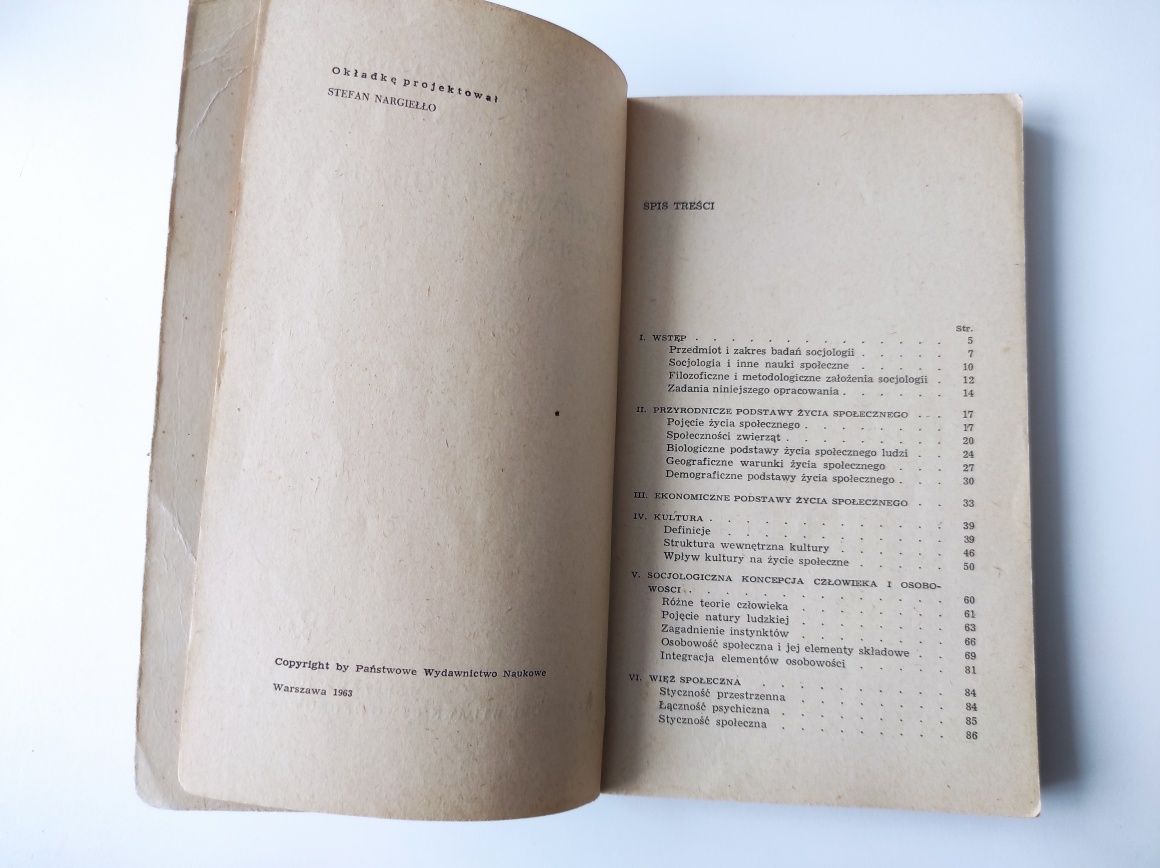 Okładkę projektował
STEFAN NARGIEŁŁO
Copyright by Państwowe Wydawnictwo Naukowe
Warszawa 1963
SPIS TREŚCI
Str.
I. WSTĘP . . . . . . . . . . . . 5
Przedmiot i zakres badań socjologii . . . . . 7
Socjologia i inne nauki społeczne . . . . . 10
Filozoficzne i metodologiczne założenia socjologii . 12
Zadania niniejszego opracowania . . . . . 14
II. PRZYRODNICZE PODSTAWY ŻYCIA SPOŁECZNEGO . . . 17
Pojęcie życia społecznego . . . . . . . 17
Społeczności zwierząt . . . . . . . . 20
Biologiczne podstawy życia społecznego ludzi . . 24
Geograficzne warunki życia społecznego . . . 27
Demograficzne podstawy życia społecznego . . . 30
III. EKONOMICZNE PODSTAWY ŻYCIA SPOŁECZNEGO . . 33
IV. KULTURA . . . . . . . . . . . 39
Definicje . . . . . . . . . . . 39
Struktura wewnętrzna kultury . . . . . . 46
Wpływ kultury na życie społeczne . . . . . 50
V. SOCJOLOGICZNA KONCEPCJA CZŁOWIEKA I OSOBO-
WOŚCI . . . . . . . . . . . . 60
Różne teorie człowieka . . . . . . . . 61
Pojęcie natury ludzkiej . . . . . . . . 63
Zagadnienie instynktów . . . . . . . . 66
Osobowość społeczna i jej elementy składowe . . 69
Integracja elementów osobowości . . . . . 81
VI. WIĘŹ SPOŁECZNA . . . . . . . . . 84
Styczność przestrzenna . . . . . . . . 84
Łączność psychiczna . . . . . . . . . 85
Styczność społeczna . . . . . . . . . 86